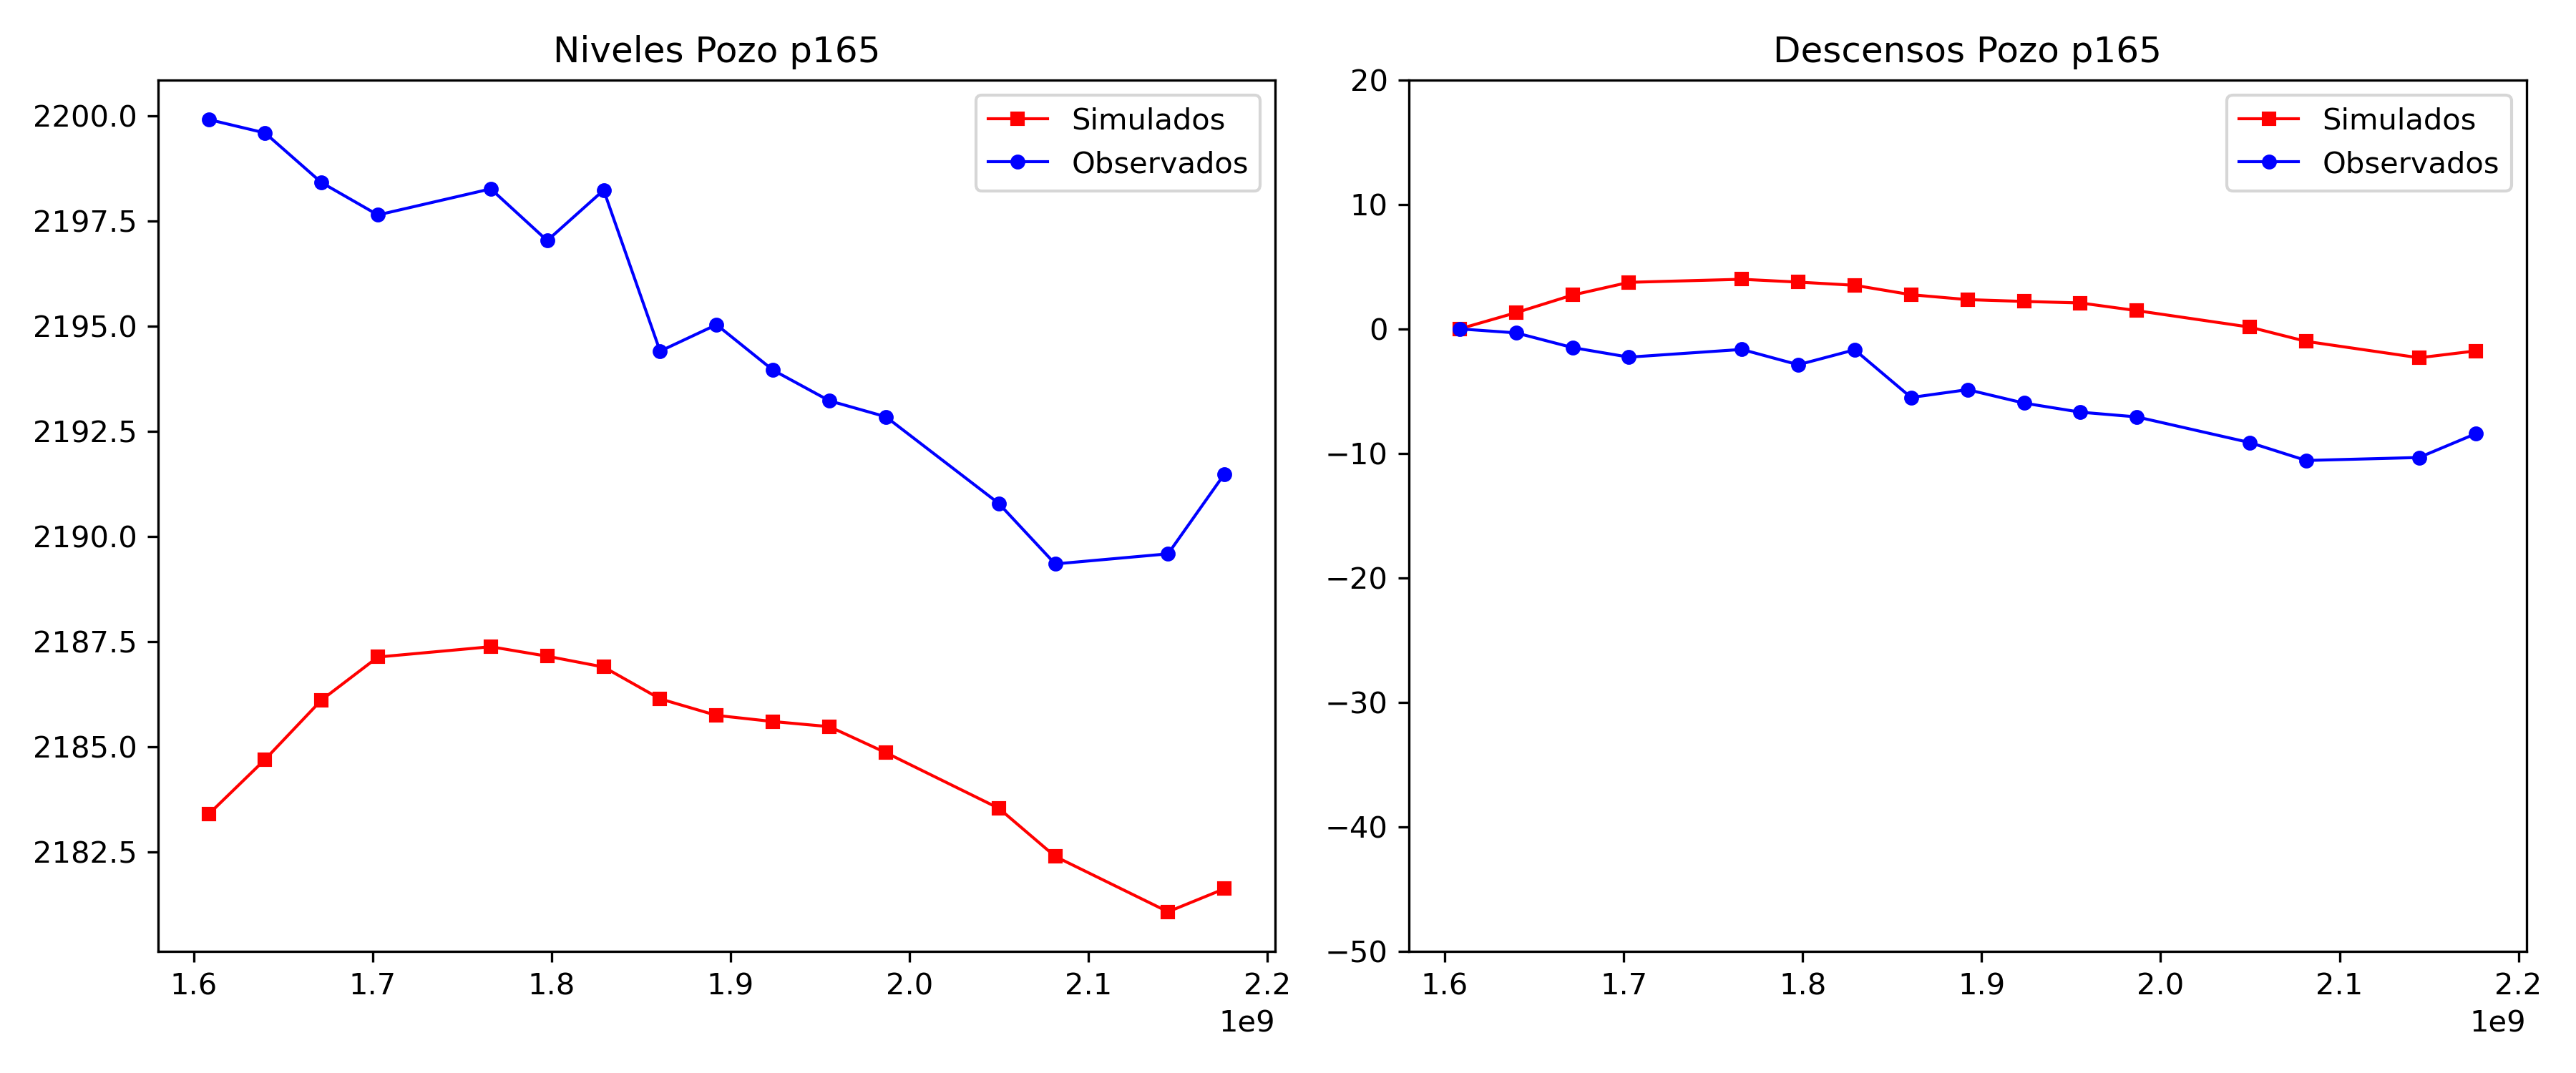 Niveles Pozo p165
Simulados
Observados
2200.0
2197.5
2195.0
2192.5
2190.0
2187.5
2185.0
2182.5
1.6 1.7 1.8 1.9 2.0 2.1 2.2
1e9
Descensos Pozo p165
Simulados
Observados
20
10
0
−10
−20
−30
−40
−50
1.6 1.7 1.8 1.9 2.0 2.1 2.2
1e9